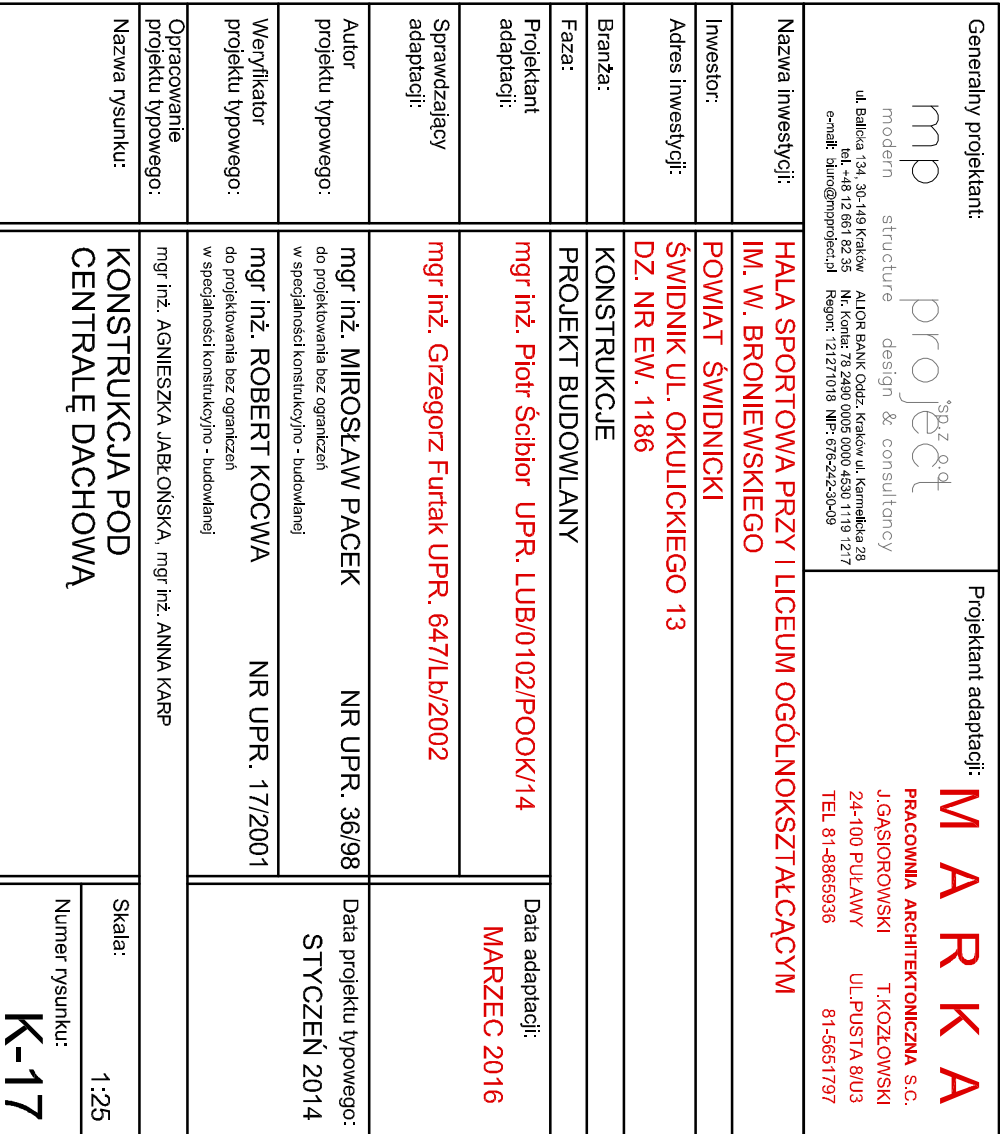 Generalny projektant:
mp project
sp. z o.o.
modern structure design & consultancy
ul. Balicka 134, 30-149 Kraków
tel. +48 12 661 82 35
e-mail: biuro@mpproject.pl
ALIOR BANK Oddz. Kraków ul. Karmelicka 28
Nr. Konta: 78 2490 0005 0000 4530 1119 1217
Regon: 121271018 NIP: 676-242-30-09
Projektant adaptacji:
M A R K A
PRACOWNIA ARCHITEKTONICZNA S.C.
J.GĄSIOROWSKI T.KOZŁOWSKI
24-100 PUŁAWY UL.PUSTA 8/U3
TEL 81-8865936 81-5651797
Nazwa inwestycji:
HALA SPORTOWA PRZY I LICEUM OGÓLNOKSZTAŁCĄCYM
IM. W. BRONIEWSKIEGO
Inwestor:
POWIAT ŚWIDNICKI
Adres inwestycji:
ŚWIDNIK UL. OKULICKIEGO 13
DZ. NR EW. 1186
Branża:
KONSTRUKCJE
Faza:
PROJEKT BUDOWLANY
Projektant
adaptacji:
mgr inż. Piotr Ścibior UPR. LUB/0102/POOK/14
Data adaptacji:
MARZEC 2016
Sprawdzający
adaptacji:
mgr inż. Grzegorz Furtak UPR. 647/Lb/2002
Autor
projektu typowego:
mgr inż. MIROSŁAW PACEK NR UPR. 36/98
do projektowania bez ograniczeń
w specjalności konstrukcyjno - budowlanej
Data projektu typowego:
STYCZEŃ 2014
Weryfikator
projektu typowego:
mgr inż. ROBERT KOCWA NR UPR. 17/2001
do projektowania bez ograniczeń
w specjalności konstrukcyjno - budowlanej
Opracowanie
projektu typowego:
mgr inż. AGNIESZKA JABŁOŃSKA, mgr inż. ANNA KARP
Nazwa rysunku:
KONSTRUKCJA POD
CENTRALĘ DACHOWĄ
Skala:
1:25
Numer rysunku:
K-17